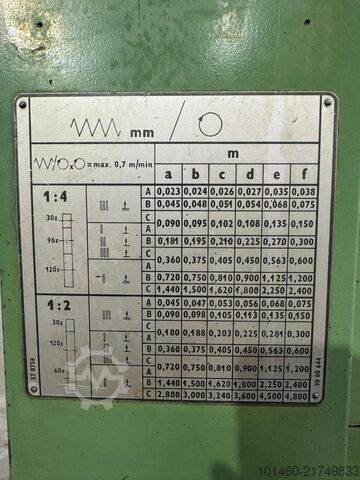 mm /
/ x = max. 0,7 m/min
m
a b c d e f
1:4
30z
96z
120z
A 0,023 0,024 0,026 0,027 0,035 0,038
B 0,045 0,048 0,051 0,054 0,068 0,075
C
A 0,090 0,095 0,102 0,108 0,135 0,150
B 0,181 0,195 0,210 0,225 0,270 0,300
C
A 0,360 0,375 0,405 0,450 0,563 0,600
B 0,720 0,750 0,810 0,900 1,125 1,200
C 1,440 1,500 1,620 1,800 2,250 2,400
1:2
30z
120z
60z
A 0,045 0,047 0,053 0,056 0,068 0,075
B 0,090 0,098 0,105 0,113 0,135 0,150
C
A 0,180 0,188 0,203 0,225 0,281 0,300
B 0,360 0,375 0,405 0,450 0,563 0,600
C
A 0,720 0,750 0,810 0,900 1,125 1,200
B 1,440 1,500 1,620 1,800 2,250 2,400
C 2,880 3,000 3,240 3,600 4,500 4,800
57 0758
30 00 644
101460-21749833